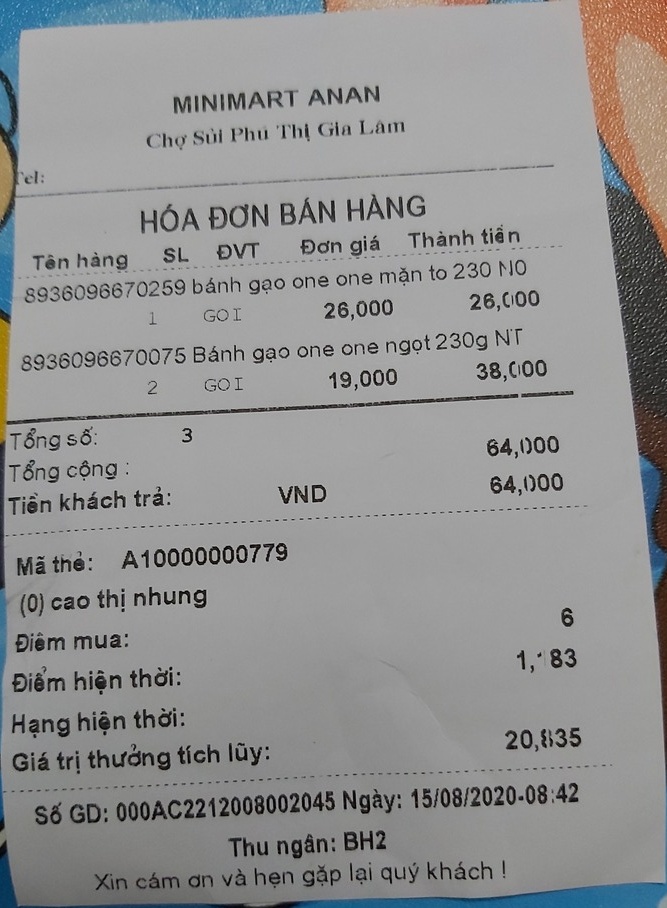 MINIMART ANAN
Chợ Sủi Phú Thị Gia Lâm
Tel:
HÓA ĐƠN BÁN HÀNG
Tên hàng SL ĐVT Đơn giá Thành tiền
8936096670259 bánh gạo one one mặn to 230 N0
1 GOI 26,000 26,000
8936096670075 Bánh gạo one one ngọt 230g NT
2 GOI 19,000 38,000
Tổng số: 3
Tổng cộng : 64,000
Tiền khách trả: VND 64,000
Mã thẻ: A10000000779
(0) cao thị nhung
Điểm mua: 6
Điểm hiện thời:
Hạng hiện thời:
Giá trị thưởng tích lũy: 20,835
Số GD: 000AC2212008002045 Ngày: 15/08/2020-08:42
Thu ngân: BH2
Xin cám ơn và hẹn gặp lại quý khách !